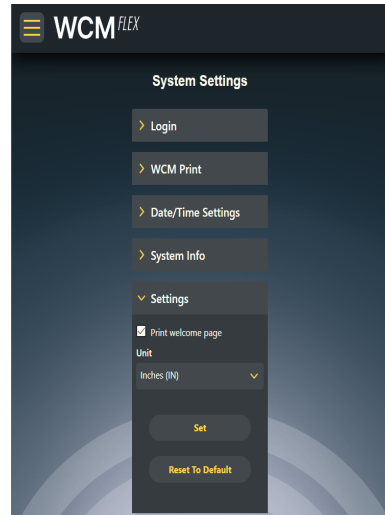 WCM FLEX
System Settings
Login
WCM Print
Date/Time Settings
System Info
Settings
Print welcome page
Unit
Inches (IN)
Set
Reset To Default